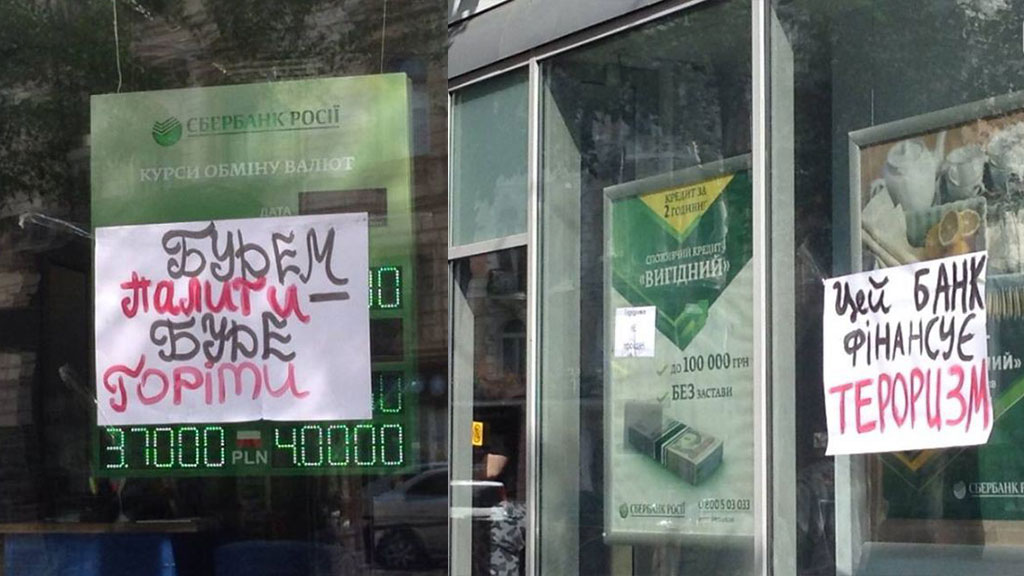 СБЕРБАНК РОСІЇ
КУРСИ ОБМІНУ ВАЛЮТ
ДАТА
БУДЕМ
ПАЛИТИ —
БУДЕ
ГОРІТИ
3.7000 PLN 4.0000
КРЕДИТ ЗА
2 ГОДИНИ!
СПОЖИВЧИЙ КРЕДИТ
«ВИГІДНИЙ»
ДО 100 000 ГРН
БЕЗ ЗАСТАВИ
СБЕРБАНК РОСІЇ 0 800 5 03 033
ЦЕЙ БАНК
ФІНАНСУЄ
ТЕРОРИЗМ
СБЕРБАНК РОСІЇ